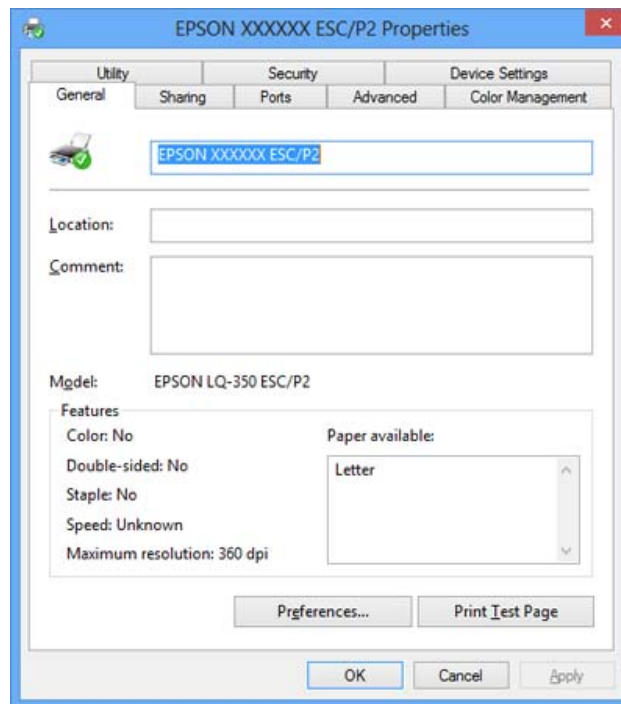 EPSON XXXXXX ESC/P2 Properties
Utility Security Device Settings
General Sharing Ports Advanced Color Management
EPSON XXXXXX ESC/P2
Location:
Comment:
Model: EPSON LQ-350 ESC/P2
Features
Color: No Paper available:
Double-sided: No Letter
Staple: No
Speed: Unknown
Maximum resolution: 360 dpi
Preferences... Print Test Page
OK Cancel Apply